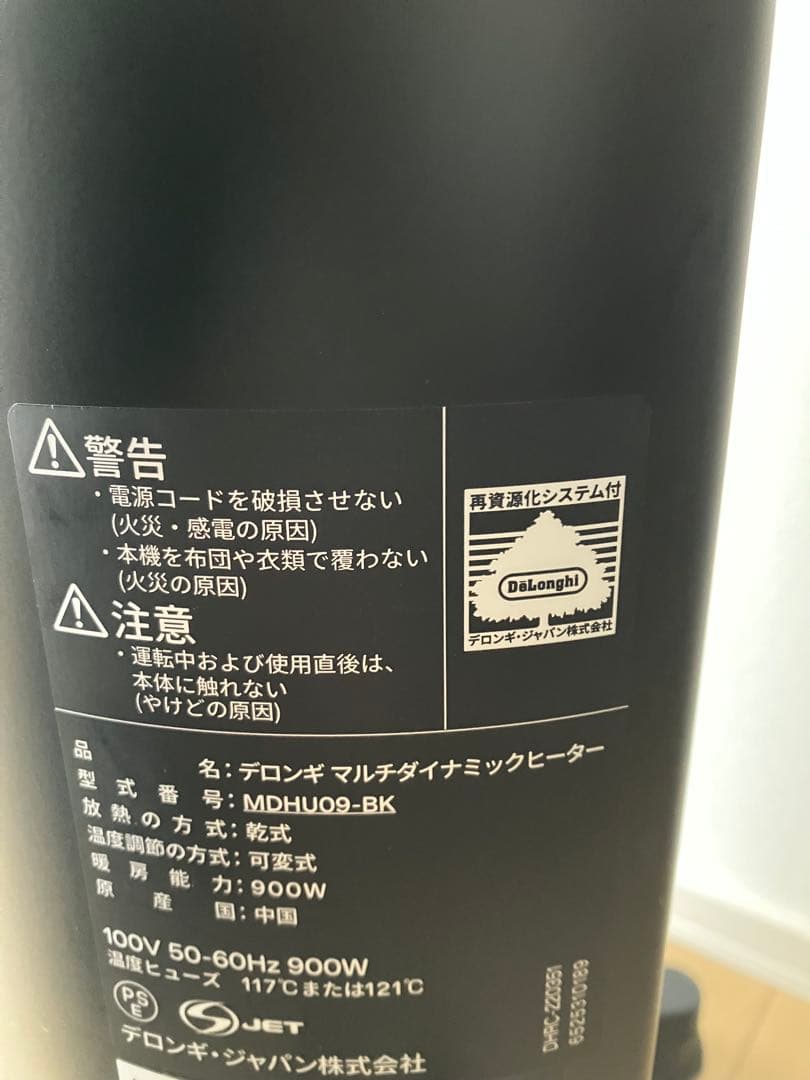 警告
・電源コードを破損させない
(火災・感電の原因)
・本機を布団や衣類で覆わない
(火災の原因)
注意
・運転中および使用直後は、
本体に触れない
(やけどの原因)
再資源化システム付
DēLonghi
デロンギ・ジャパン株式会社
品名：デロンギ マルチダイナミックヒーター
型式番号：MDHU09-BK
放熱の方式：乾式
温度調節の方式：可変式
暖房能力：900W
原産国：中国
100V 50-60Hz 900W
温度ヒューズ 117℃または121℃
PSE
JET
デロンギ・ジャパン株式会社
DHRC-220351
6525310189